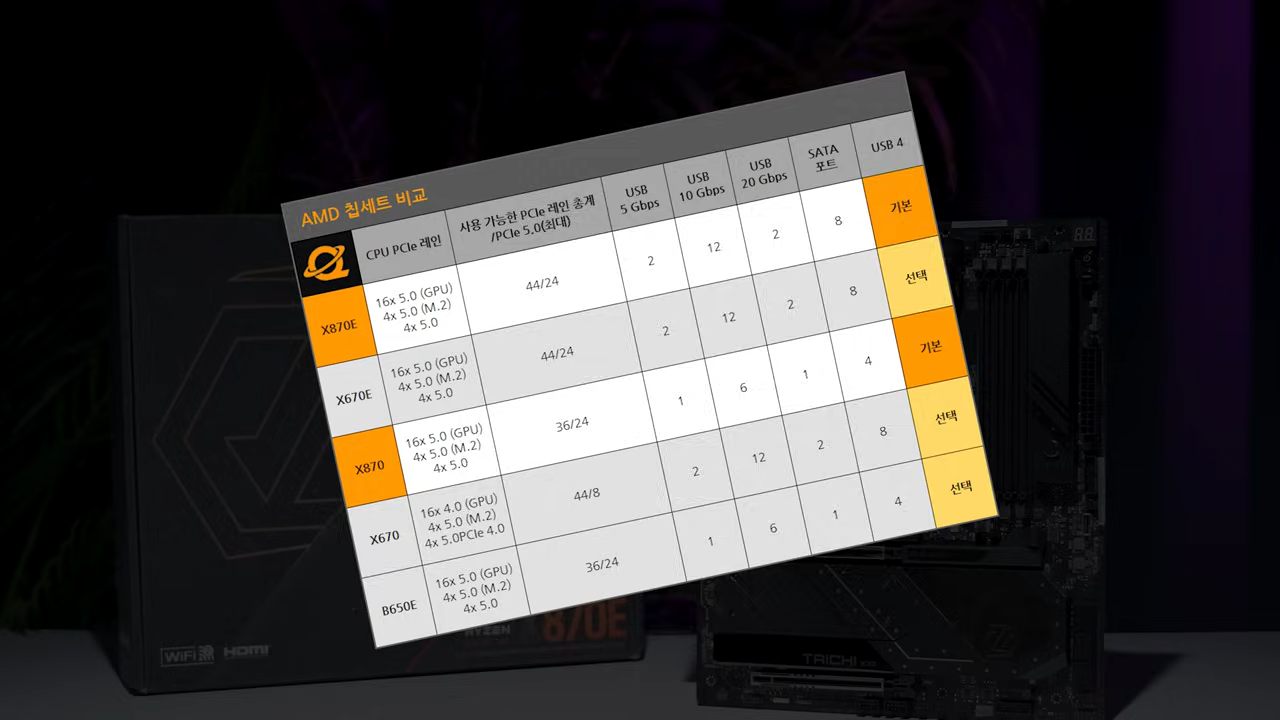 AMD 칩세트 비교
CPU PCIe 레인
사용 가능한 PCIe 레인 총계
/PCIe 5.0(최대)
USB
5 Gbps
USB
10 Gbps
USB
20 Gbps
SATA
포트
USB 4
X870E
16x 5.0 (GPU)
4x 5.0 (M.2)
4x 5.0
44/24
2
12
2
8
기본
X670E
16x 5.0 (GPU)
4x 5.0 (M.2)
4x 5.0
44/24
2
12
2
8
선택
X870
16x 5.0 (GPU)
4x 5.0 (M.2)
4x 5.0
36/24
1
6
1
4
기본
X670
16x 4.0 (GPU)
4x 5.0 (M.2)
4x 5.0PCIe 4.0
44/8
2
12
2
8
선택
B650E
16x 5.0 (GPU)
4x 5.0 (M.2)
4x 5.0
36/24
1
6
1
4
선택
WiFi
HDMI
RYZEN
870E
TAICHI
88